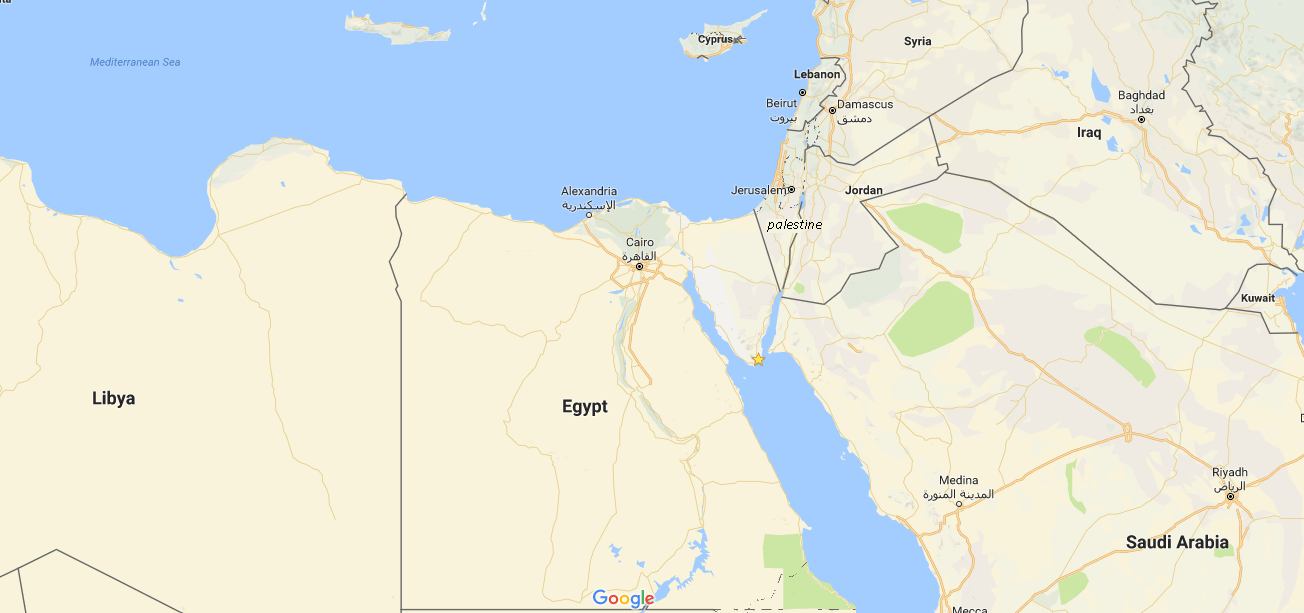 Mediterranean Sea
Cyprus
Syria
Lebanon
Beirut
بيروت
Damascus
دمشق
Baghdad
بغداد
Iraq
Alexandria
الإسكندرية
Jerusalem
Jordan
palestine
Cairo
القاهرة
Kuwait
Libya
Egypt
Medina
المدينة المنورة
Riyadh
الرياض
Saudi Arabia
Google
Mecca